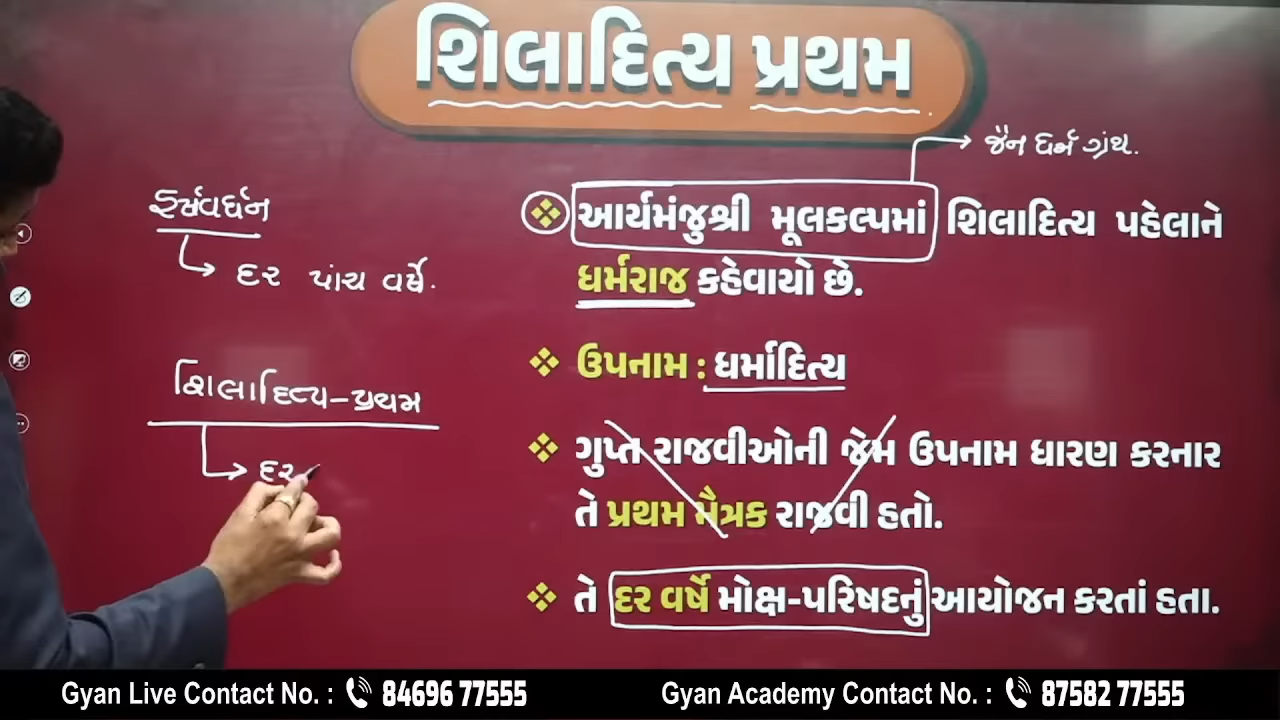 શિલાદિત્ય પ્રથમ
જૈન ધર્મ ગ્રંથ.
હર્ષવર્ધન
દર પાંચ વર્ષે.
શિલાદિત્ય-પ્રથમ
દર
❖ આર્યમંજુશ્રી મૂલકલ્પમાં શિલાદિત્ય પહેલાને
ધર્મરાજ કહેવાયો છે.
❖ ઉપનામ : ધર્માદિત્ય
❖ ગુપ્ત રાજવીઓની જેમ ઉપનામ ધારણ કરનાર
તે પ્રથમ મૈત્રક રાજવી હતો.
❖ તે દર વર્ષે મોક્ષ-પરિષદનું આયોજન કરતાં હતા.
Gyan Live Contact No. : 84696 77555
Gyan Academy Contact No. : 87582 77555